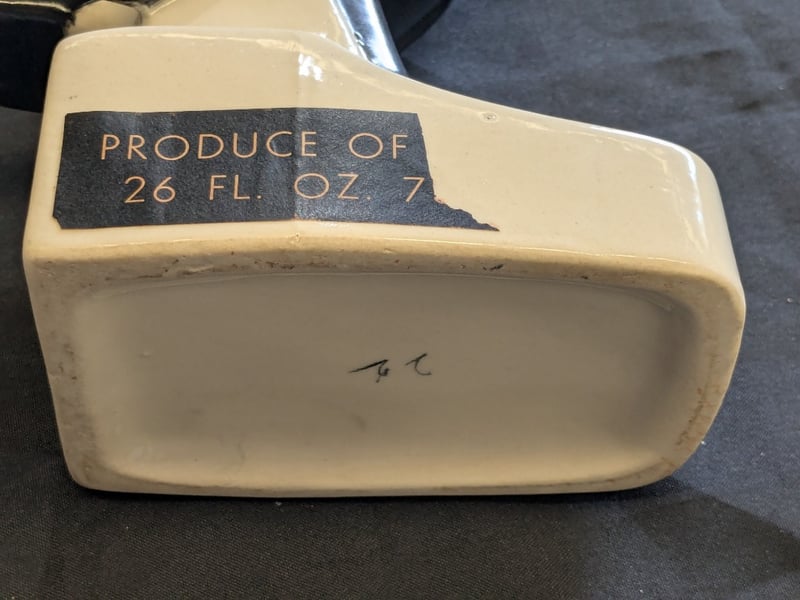 PRODUCE OF
26 FL. OZ. 7